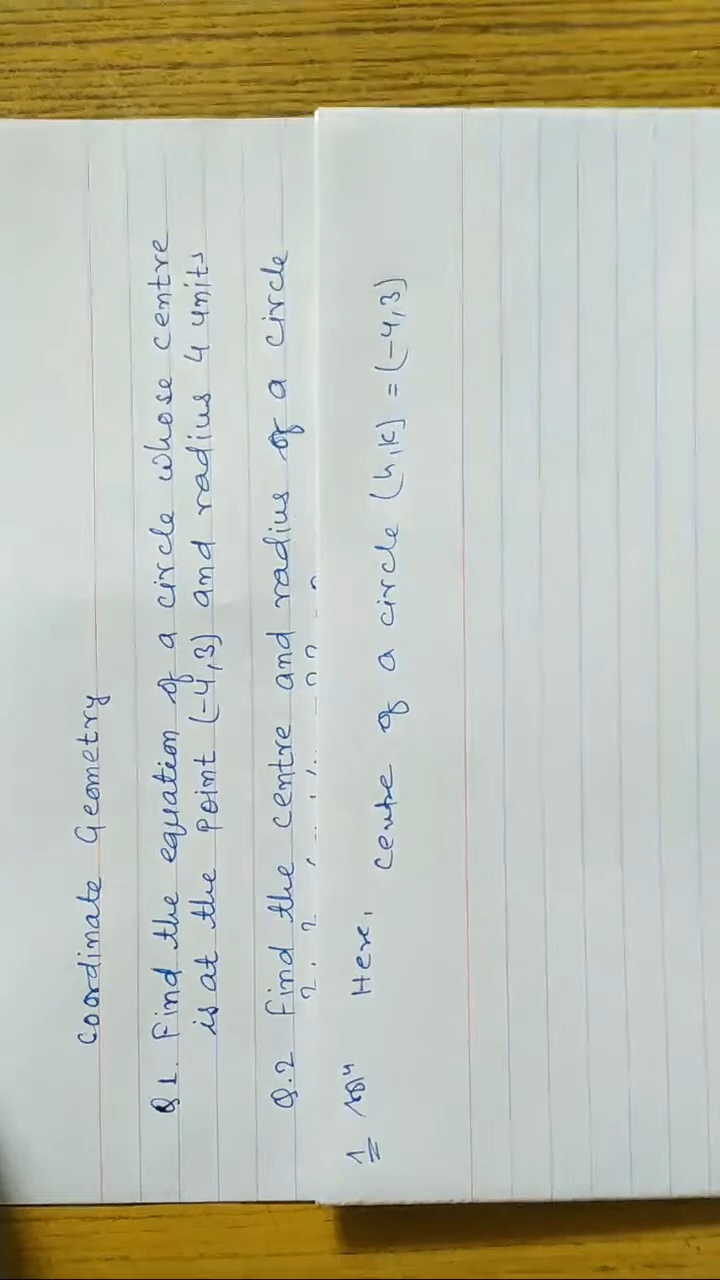 Coordinate Geometry
Q 1. Find the equation of a circle whose centre
is at the point (-4,3) and radius 4 units
Q.2 Find the centre and radius of a circle
1 solⁿ Here, centre of a circle (h,k) = (-4,3)